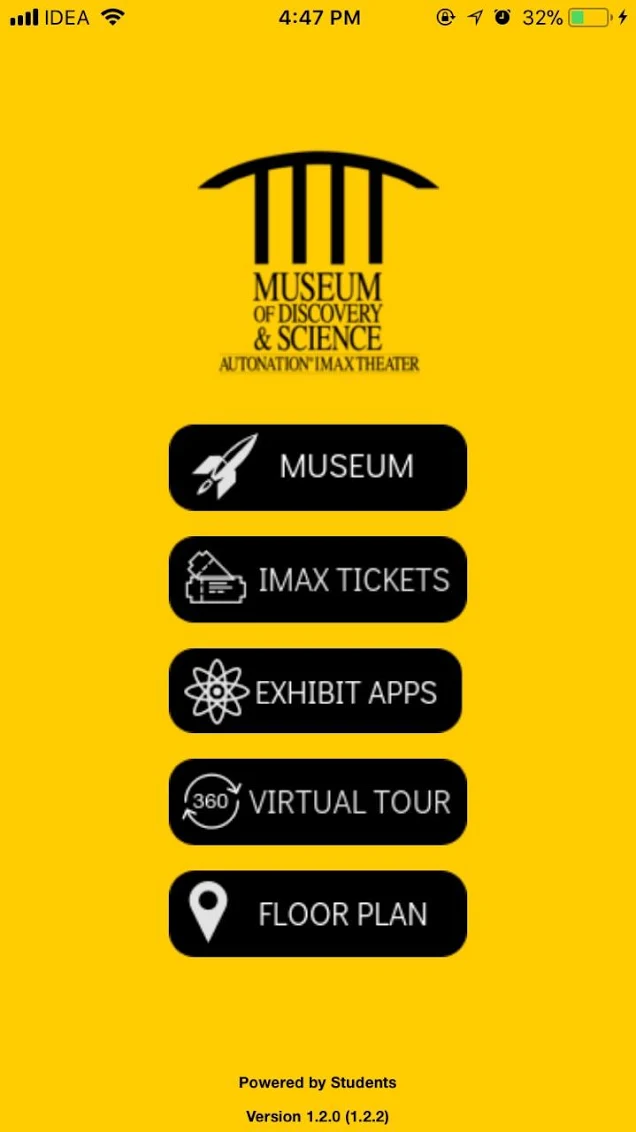 IDEA 4:47 PM 32%
MUSEUM
OF DISCOVERY
& SCIENCE
AUTONATION® IMAX THEATER
MUSEUM
IMAX TICKETS
EXHIBIT APPS
360 VIRTUAL TOUR
FLOOR PLAN
Powered by Students
Version 1.2.0 (1.2.2)